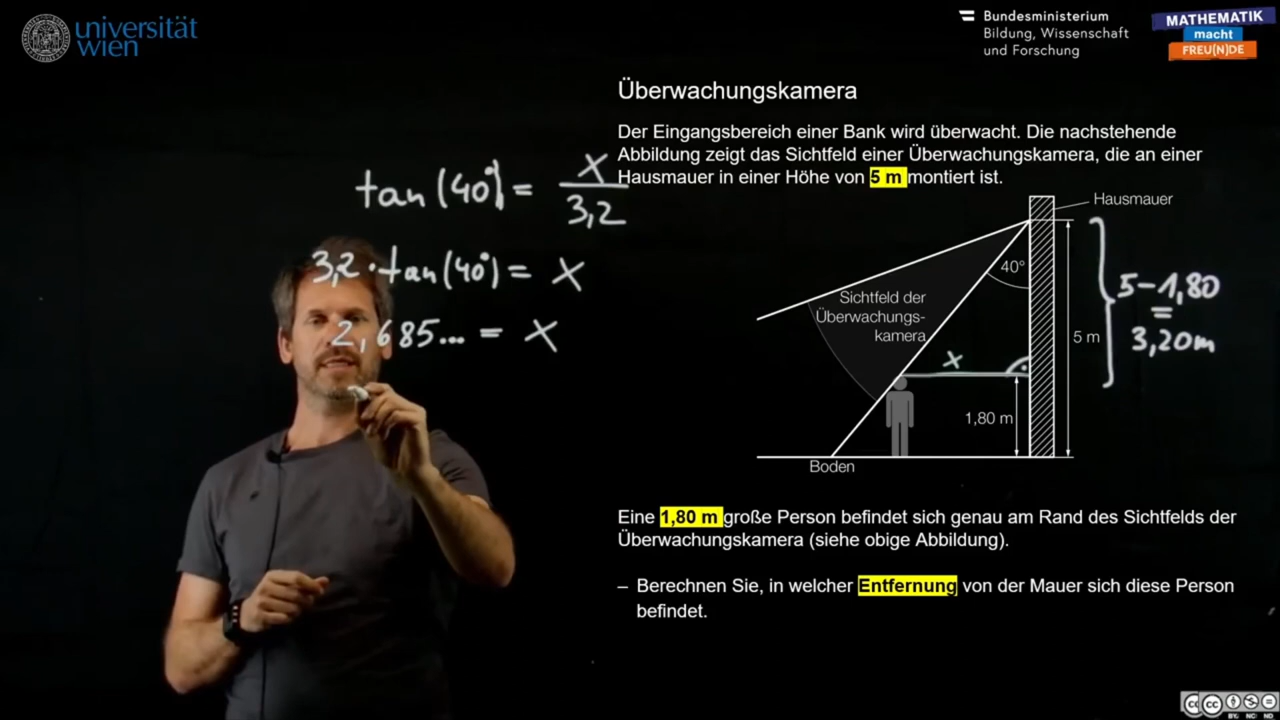 universität
wien
Bundesministerium
Bildung, Wissenschaft
und Forschung
MATHEMATIK
macht
FREU(N)DE
Überwachungskamera
Der Eingangsbereich einer Bank wird überwacht. Die nachstehende
Abbildung zeigt das Sichtfeld einer Überwachungskamera, die an einer
Hausmauer in einer Höhe von 5 m montiert ist.
tan(40°) = x/3,2
3,2·tan(40°) = x
2,685... = x
Hausmauer
40°
Sichtfeld der
Überwachungs-
kamera
5 m
x
1,80 m
Boden
5-1,80
=
3,20m
Eine 1,80 m große Person befindet sich genau am Rand des Sichtfelds der
Überwachungskamera (siehe obige Abbildung).
– Berechnen Sie, in welcher Entfernung von der Mauer sich diese Person
befindet.
cc
BY NC ND